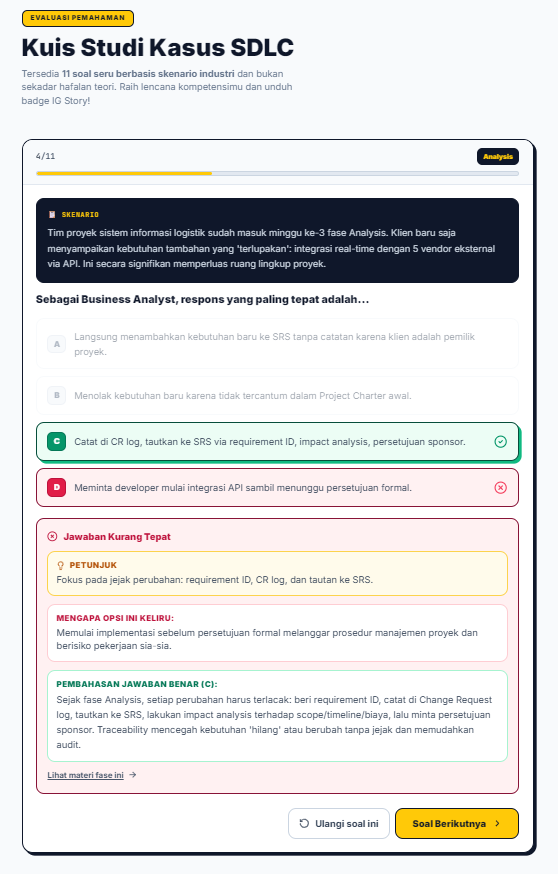 EVALUASI PEMAHAMAN
Kuis Studi Kasus SDLC
Tersedia 11 soal seru berbasis skenario industri dan bukan
sekadar hafalan teori. Raih lencana kompetensimu dan unduh
badge IG Story!
4/11
Analysis
SKENARIO
Tim proyek sistem informasi logistik sudah masuk minggu ke-3 fase Analysis. Klien baru saja
menyampaikan kebutuhan tambahan yang 'terlupakan': integrasi real-time dengan 5 vendor eksternal
via API. Ini secara signifikan memperluas ruang lingkup proyek.
Sebagai Business Analyst, respons yang paling tepat adalah...
A
Langsung menambahkan kebutuhan baru ke SRS tanpa catatan karena klien adalah pemilik
proyek.
B
Menolak kebutuhan baru karena tidak tercantum dalam Project Charter awal.
C
Catat di CR log, tautkan ke SRS via requirement ID, impact analysis, persetujuan sponsor.
D
Meminta developer mulai integrasi API sambil menunggu persetujuan formal.
Jawaban Kurang Tepat
PETUNJUK
Fokus pada jejak perubahan: requirement ID, CR log, dan tautan ke SRS.
MENGAPA OPSI INI KELIRU:
Memulai implementasi sebelum persetujuan formal melanggar prosedur manajemen proyek dan
berisiko pekerjaan sia-sia.
PEMBAHASAN JAWABAN BENAR (C):
Sejak fase Analysis, setiap perubahan harus terlacak: beri requirement ID, catat di Change Request
log, tautkan ke SRS, lakukan impact analysis terhadap scope/timeline/biaya, lalu minta persetujuan
sponsor. Traceability mencegah kebutuhan 'hilang' atau berubah tanpa jejak dan memudahkan
audit.
Lihat materi fase ini →
Ulangi soal ini
Soal Berikutnya